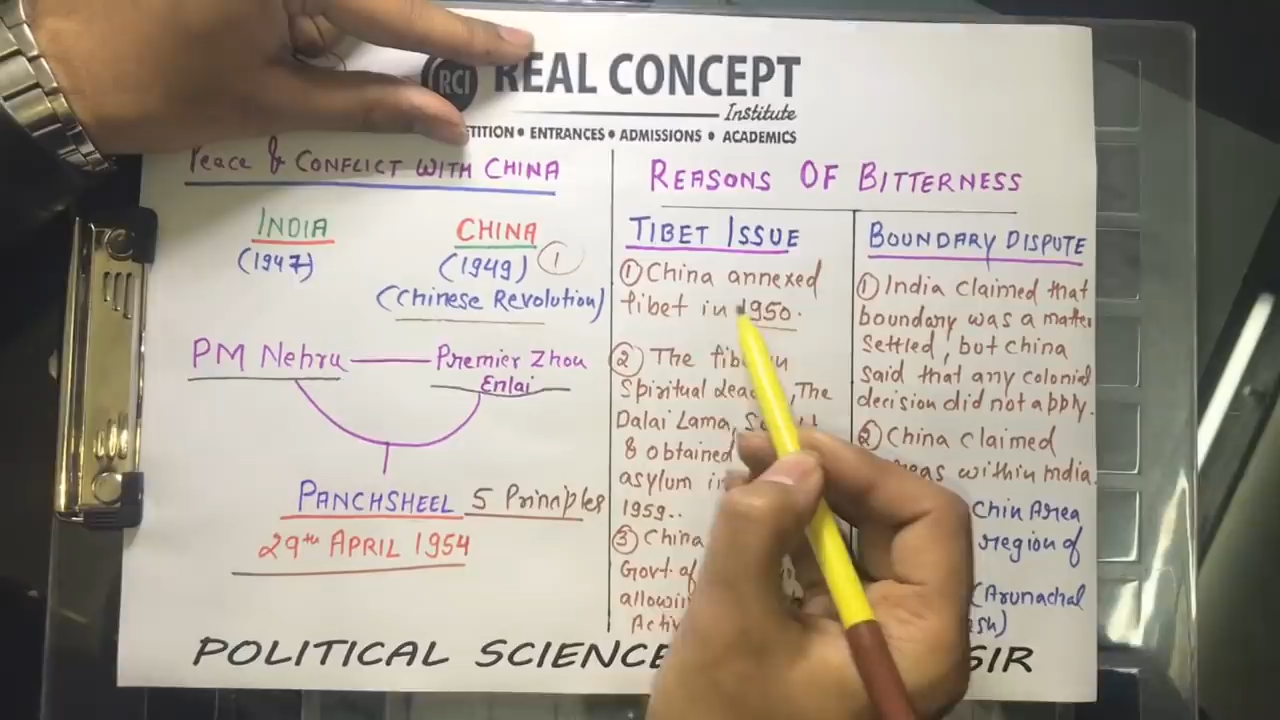 RCI REAL CONCEPT
Institute
ETITION • ENTRANCES • ADMISSIONS • ACADEMICS
Peace & CONFLICT WITH CHINA
INDIA
(1947)
CHINA
(1949) 1
(Chinese Revolution)
PM Nehru — Premier Zhou
Enlai
PANCHSHEEL 5 Prinnples
29th APRIL 1954
REASONS OF BITTERNESS
TIBET ISSUE
① China annexed
Tibet in 1950.
② The
Spiritual , The
Dalai Lama,
& obtained
asylum
1959..
③ China
Govt. of
BOUNDARY DISPUTE
① India claimed that
boundary was a matter
settled, but China
said that any colonial
decision did not apply.
② China claimed
within India.
Chin Area
region of
(Arunachal
POLITICAL SCIENCE SIR